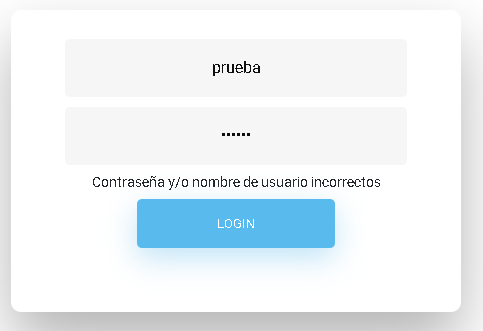 prueba
••••••
Contraseña y/o nombre de usuario incorrectos
LOGIN